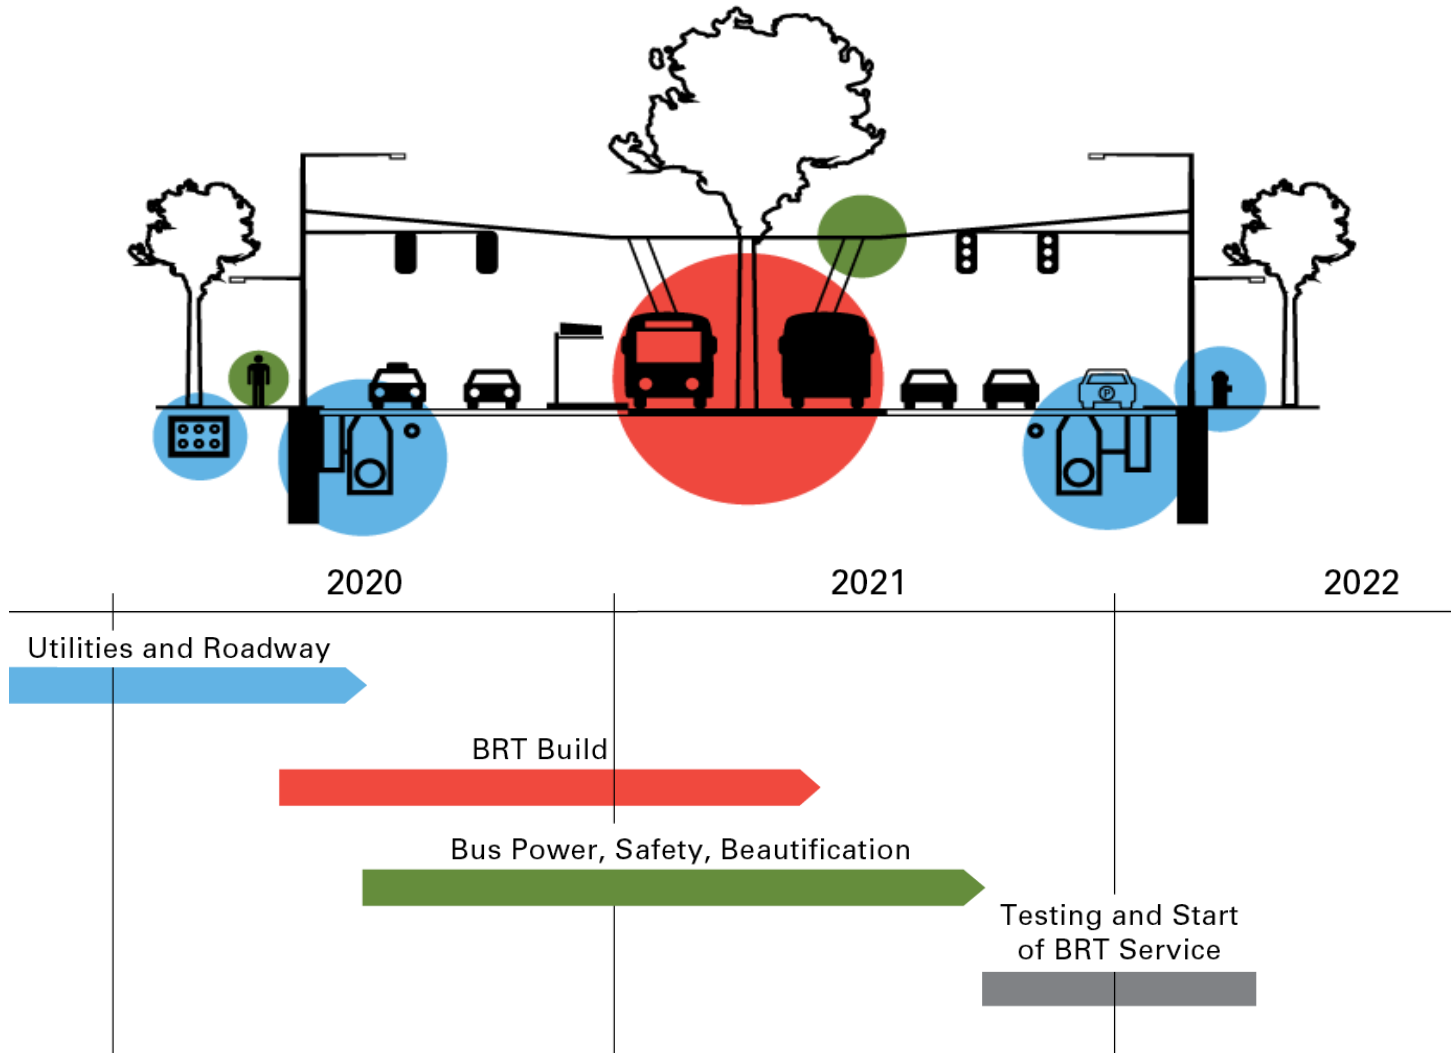 P
2020
2021
2022
Utilities and Roadway
BRT Build
Bus Power, Safety, Beautification
Testing and Start
of BRT Service